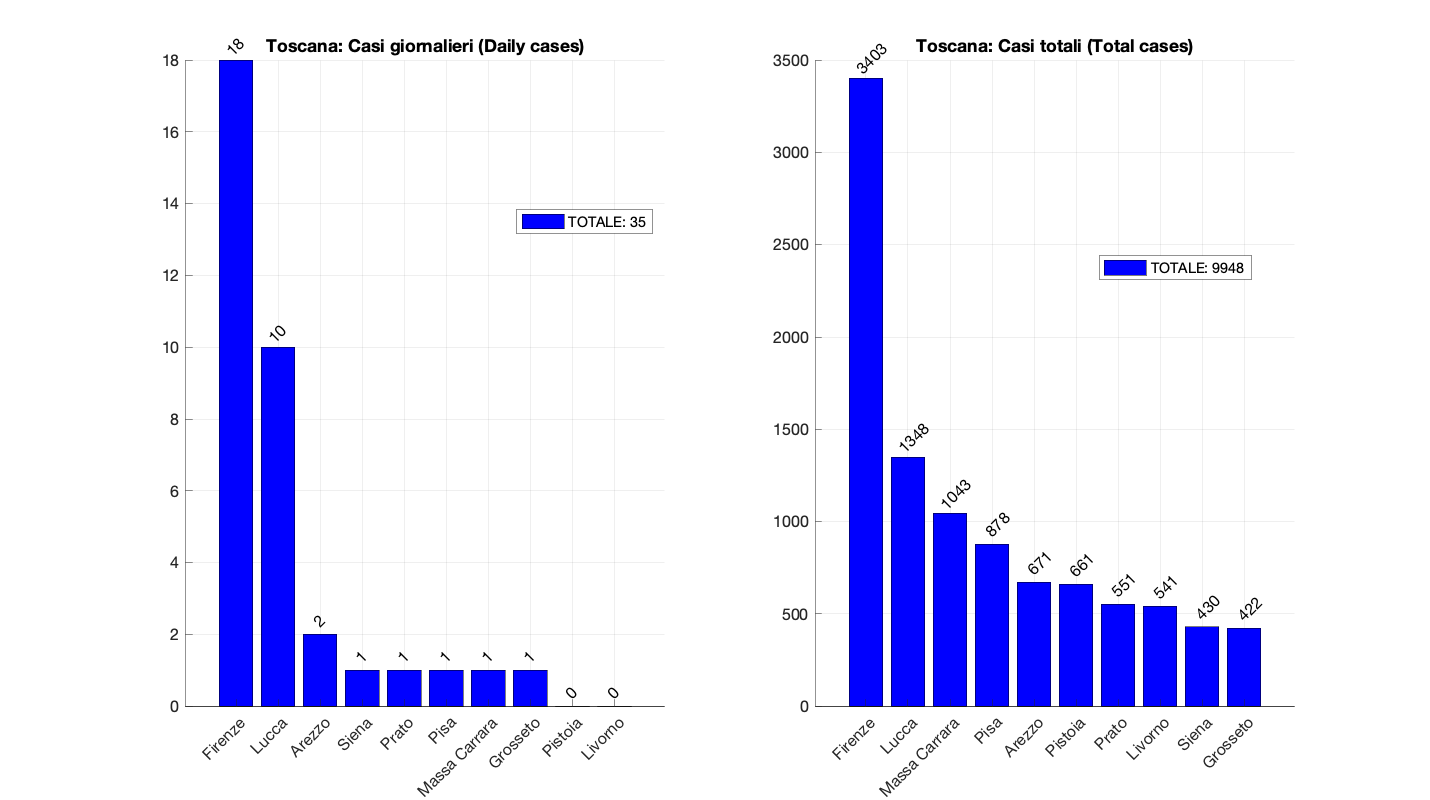 Toscana: Casi giornalieri (Daily cases)
18
16
14
12
10
8
6
4
2
0
18
10
2
1
1
1
1
1
0
0
TOTALE: 35
Firenze
Lucca
Arezzo
Siena
Prato
Pisa
Massa Carrara
Grosseto
Pistoia
Livorno
Toscana: Casi totali (Total cases)
3500
3000
2500
2000
1500
1000
500
0
3403
1348
1043
878
671
661
551
541
430
422
TOTALE: 9948
Firenze
Lucca
Massa Carrara
Pisa
Arezzo
Pistoia
Prato
Livorno
Siena
Grosseto